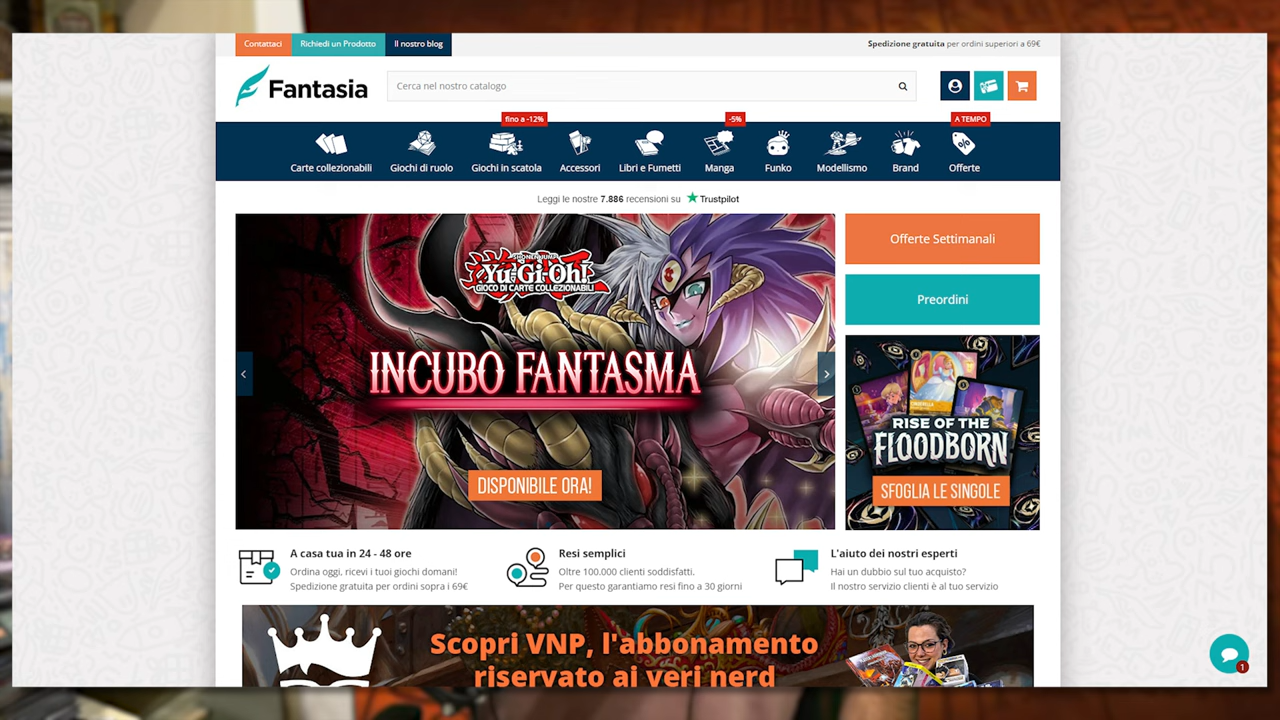 Contattaci
Richiedi un Prodotto
Il nostro blog
Spedizione gratuita per ordini superiori a 69€
Fantasia
Cerca nel nostro catalogo
fino a -12%
-5%
A TEMPO
Carte collezionabili
Giochi di ruolo
Giochi in scatola
Accessori
Libri e Fumetti
Manga
Funko
Modellismo
Brand
Offerte
Leggi le nostre 7.886 recensioni su Trustpilot
SHONEN JUMP
Yu-Gi-Oh!
GIOCO DI CARTE COLLEZIONABILI
INCUBO FANTASMA
DISPONIBILE ORA!
Offerte Settimanali
Preordini
CINDERELLA
RISE OF THE
FLOODBORN
SFOGLIA LE SINGOLE
A casa tua in 24 - 48 ore
Ordina oggi, ricevi i tuoi giochi domani!
Spedizione gratuita per ordini sopra i 69€
Resi semplici
Oltre 100.000 clienti soddisfatti.
Per questo garantiamo resi fino a 30 giorni
L'aiuto dei nostri esperti
Hai un dubbio sul tuo acquisto?
Il nostro servizio clienti è al tuo servizio
Scopri VNP, l'abbonamento
riservato ai veri nerd
1